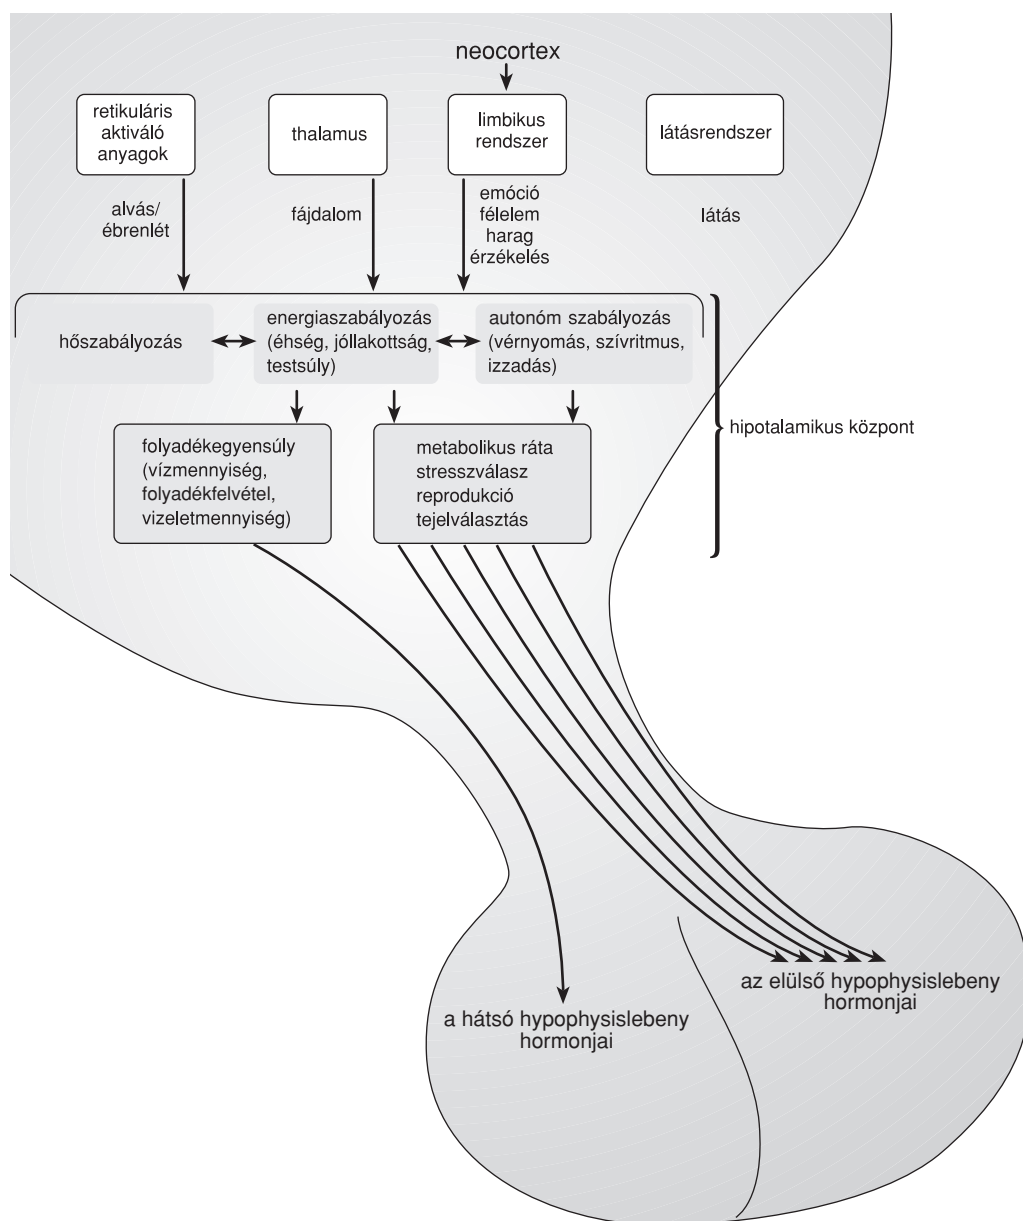 neocortex
retikuláris
aktiváló
anyagok
thalamus
limbikus
rendszer
látásrendszer
alvás/
ébrenlét
fájdalom
emóció
félelem
harag
érzékelés
látás
hőszabályozás
energiaszabályozás
(éhség, jóllakottság,
testsúly)
autonóm szabályozás
(vérnyomás, szívritmus,
izzadás)
hipotalamikus központ
folyadékegyensúly
(vízmennyiség,
folyadékfelvétel,
vizeletmennyiség)
metabolikus ráta
stresszválasz
reprodukció
tejelválasztás
az elülső hypophysislebeny
hormonjai
a hátsó hypophysislebeny
hormonjai